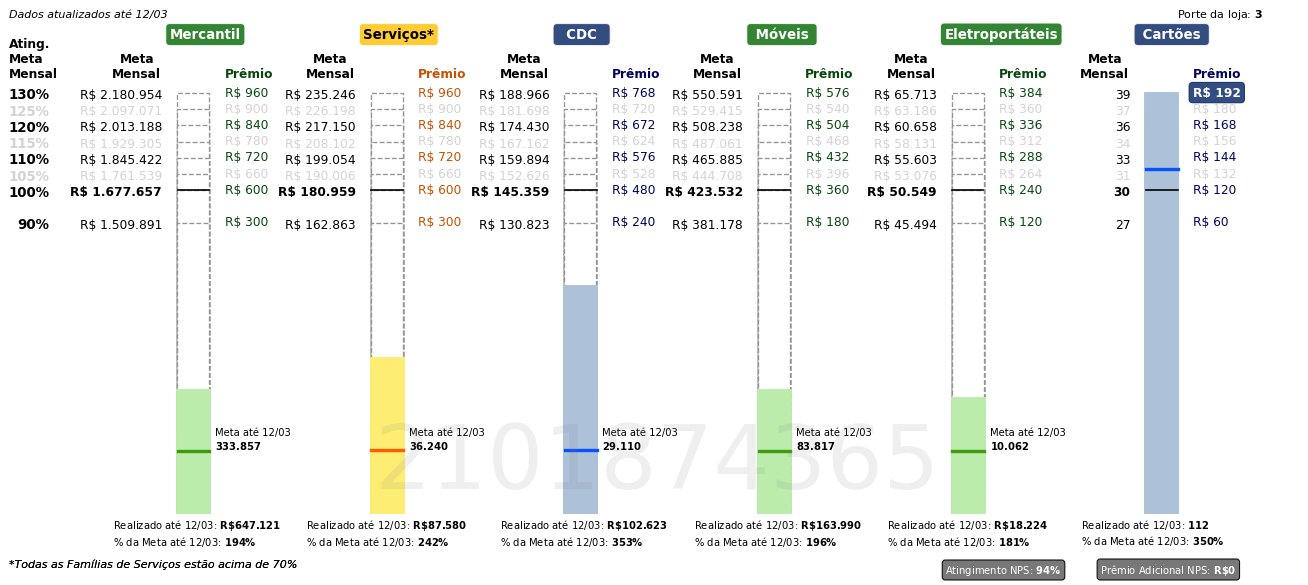 Dados atualizados até 12/03
Porte da loja: 3
Mercantil Serviços* CDC Móveis Eletroportáteis Cartões
Ating.
Meta Meta Meta Meta Meta Meta Meta
Mensal Mensal Prêmio Mensal Prêmio Mensal Prêmio Mensal Prêmio Mensal Prêmio Mensal Prêmio
130% R$ 2.180.954 R$ 960 R$ 235.246 R$ 960 R$ 188.966 R$ 768 R$ 550.591 R$ 576 R$ 65.713 R$ 384 39 R$ 192
125% R$ 2.097.071 R$ 900 R$ 226.198 R$ 900 R$ 181.698 R$ 720 R$ 529.415 R$ 540 R$ 63.186 R$ 360 37 R$ 180
120% R$ 2.013.188 R$ 840 R$ 217.150 R$ 840 R$ 174.430 R$ 672 R$ 508.238 R$ 504 R$ 60.658 R$ 336 36 R$ 168
115% R$ 1.929.305 R$ 780 R$ 208.102 R$ 780 R$ 167.162 R$ 624 R$ 487.061 R$ 468 R$ 58.131 R$ 312 34 R$ 156
110% R$ 1.845.422 R$ 720 R$ 199.054 R$ 720 R$ 159.894 R$ 576 R$ 465.885 R$ 432 R$ 55.603 R$ 288 33 R$ 144
105% R$ 1.761.539 R$ 660 R$ 190.006 R$ 660 R$ 152.626 R$ 528 R$ 444.708 R$ 396 R$ 53.076 R$ 264 31 R$ 132
100% R$ 1.677.657 R$ 600 R$ 180.959 R$ 600 R$ 145.359 R$ 480 R$ 423.532 R$ 360 R$ 50.549 R$ 240 30 R$ 120
90% R$ 1.509.891 R$ 300 R$ 162.863 R$ 300 R$ 130.823 R$ 240 R$ 381.178 R$ 180 R$ 45.494 R$ 120 27 R$ 60
Meta até 12/03 Meta até 12/03 Meta até 12/03 Meta até 12/03 Meta até 12/03
333.857 36.240 29.110 83.817 10.062
2101874365
Realizado até 12/03: R$647.121 Realizado até 12/03: R$87.580 Realizado até 12/03: R$102.623 Realizado até 12/03: R$163.990 Realizado até 12/03: R$18.224 Realizado até 12/03: 112
% da Meta até 12/03: 194% % da Meta até 12/03: 242% % da Meta até 12/03: 353% % da Meta até 12/03: 196% % da Meta até 12/03: 181% % da Meta até 12/03: 350%
*Todas as Famílias de Serviços estão acima de 70%
Atingimento NPS: 94% Prêmio Adicional NPS: R$0